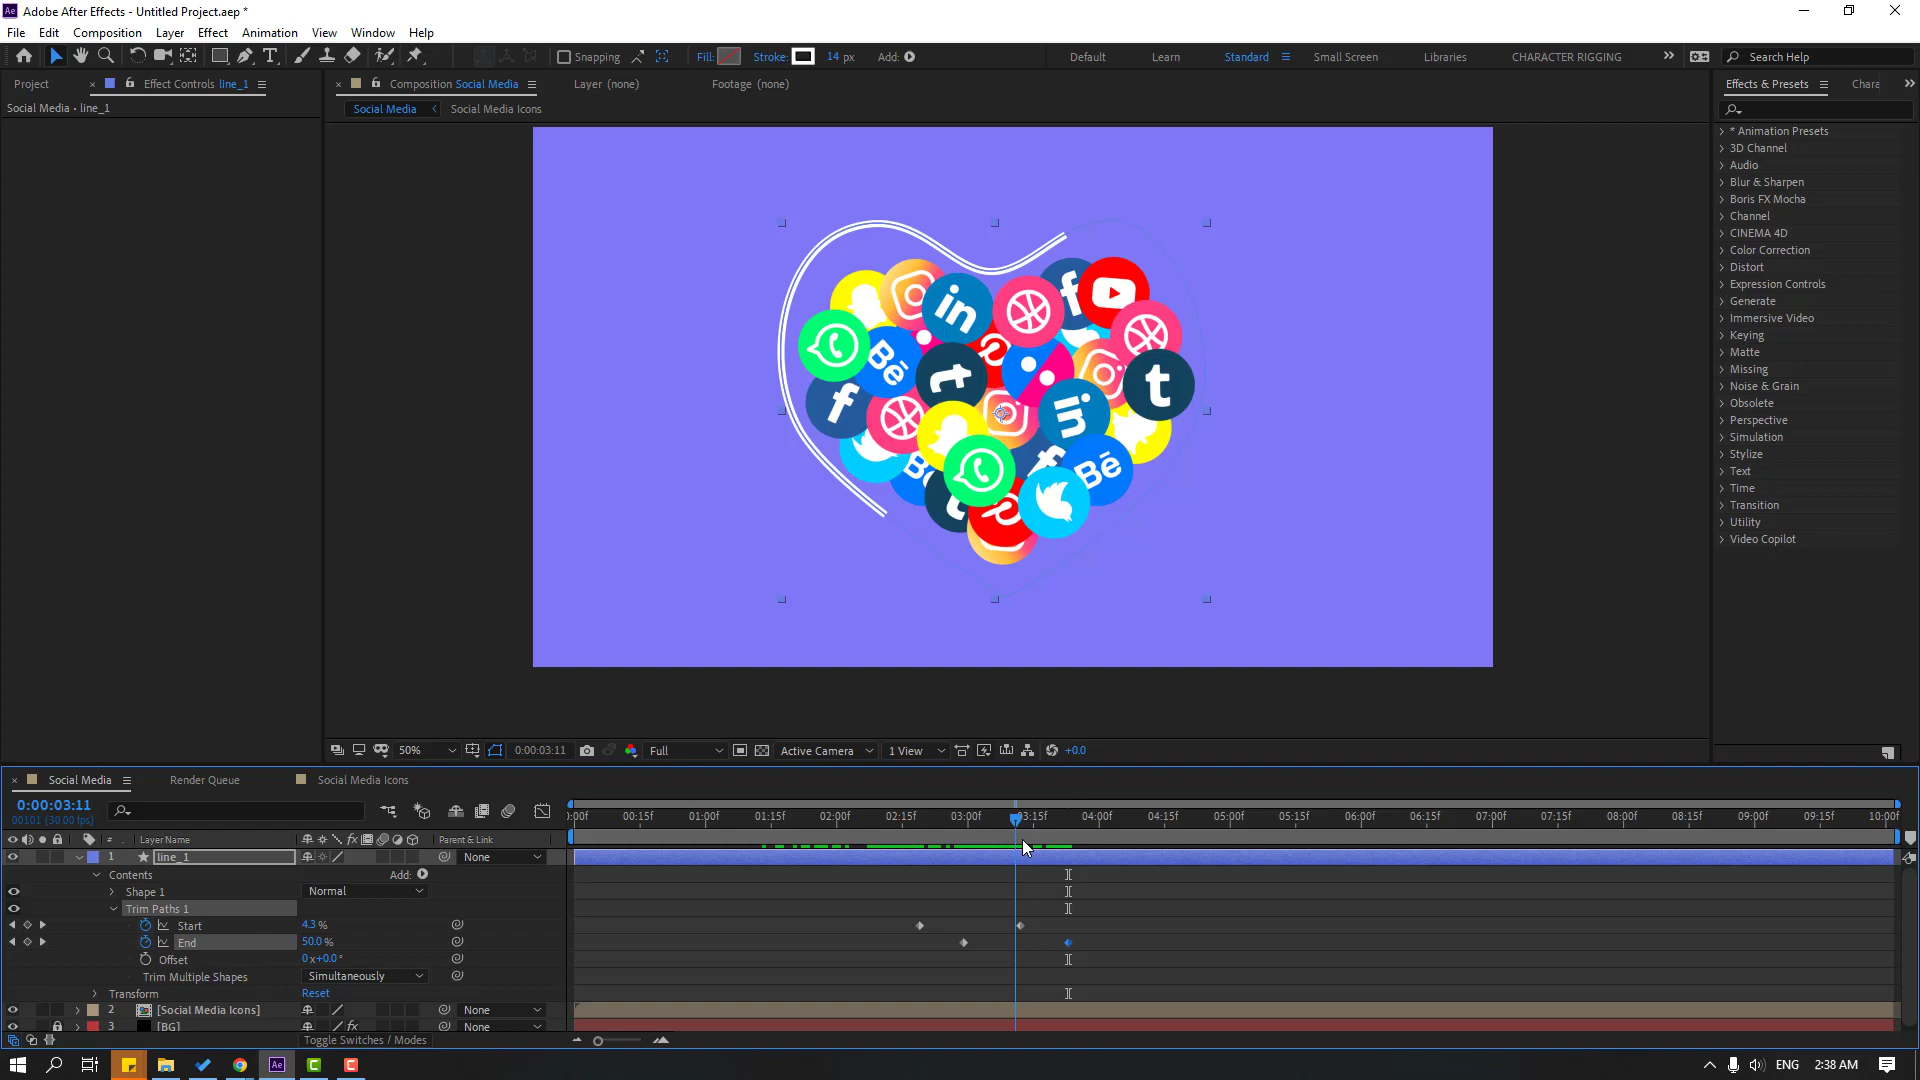 Adobe After Effects - Untitled Project.aep *
File Edit Composition Layer Effect Animation View Window Help
Snapping Fill: Stroke: 14 px Add: Default Learn Standard Small Screen Libraries CHARACTER RIGGING Search Help
Project Effect Controls line_1 Composition Social Media Layer (none) Footage (none) Effects & Presets Chara
Social Media • line_1
Social Media Social Media Icons
* Animation Presets
3D Channel
Audio
Blur & Sharpen
Boris FX Mocha
Channel
CINEMA 4D
Color Correction
Distort
Expression Controls
Generate
Immersive Video
Keying
Matte
Missing
Noise & Grain
Obsolete
Perspective
Simulation
Stylize
Text
Time
Transition
Utility
Video Copilot
in
f
Bē
t
t
f
in
Bē
50% 0:00:03:11 Full Active Camera 1 View +0.0
Social Media Render Queue Social Media Icons
0:00:03:11
00101 (30.00 fps)
0:00f 00:15f 01:00f 01:15f 02:00f 02:15f 03:00f 03:15f 04:00f 04:15f 05:00f 05:15f 06:00f 06:15f 07:00f 07:15f 08:00f 08:15f 09:00f 09:15f 10:00f
# Layer Name fx Parent & Link
1 line_1 None
Contents Add:
Shape 1 Normal
Trim Paths 1
Start 4.3 %
End 50.0 %
Offset 0 x+0.0 °
Trim Multiple Shapes Simultaneously
Transform Reset
2 [Social Media Icons] None
3 [BG] fx None
Toggle Switches / Modes
Ae ENG 2:38 AM